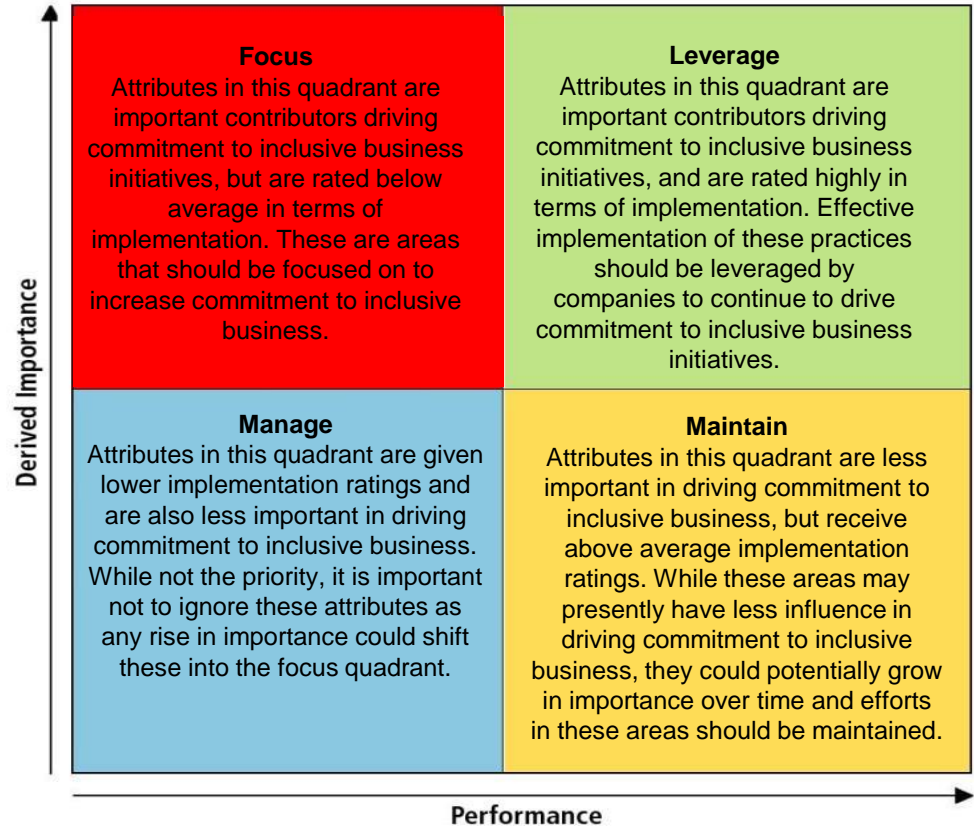 Focus
Attributes in this quadrant are
important contributors driving
commitment to inclusive business
initiatives, but are rated below
average in terms of
implementation. These are areas
that should be focused on to
increase commitment to inclusive
business.
Leverage
Attributes in this quadrant are
important contributors driving
commitment to inclusive business
initiatives, and are rated highly in
terms of implementation. Effective
implementation of these practices
should be leveraged by
companies to continue to drive
commitment to inclusive business
initiatives.
Derived Importance
Manage
Attributes in this quadrant are given
lower implementation ratings and
are also less important in driving
commitment to inclusive business.
While not the priority, it is important
not to ignore these attributes as
any rise in importance could shift
these into the focus quadrant.
Maintain
Attributes in this quadrant are less
important in driving commitment to
inclusive business, but receive
above average implementation
ratings. While these areas may
presently have less influence in
driving commitment to inclusive
business, they could potentially grow
in importance over time and efforts
in these areas should be maintained.
Performance